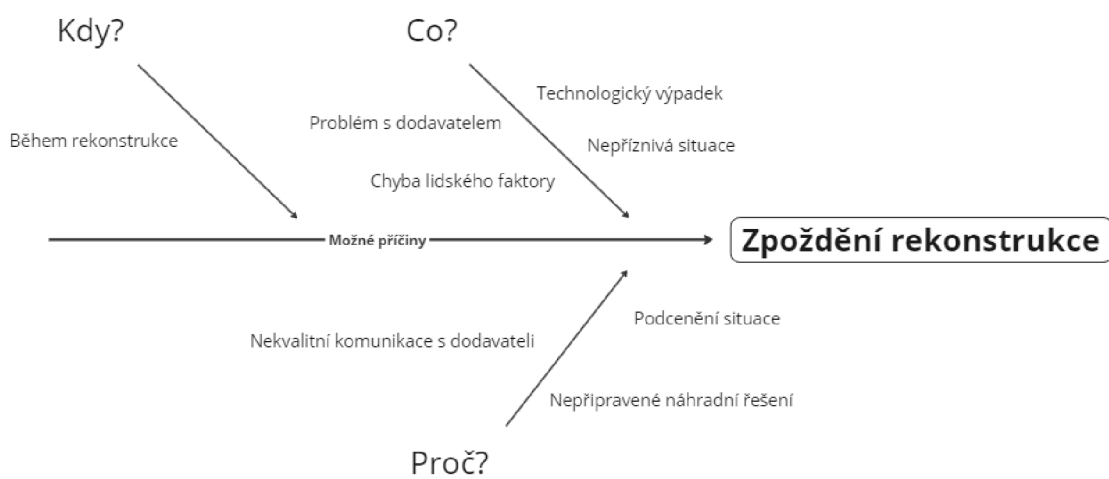 Kdy?
Co?
Technologický výpadek
Problém s dodavatelem
Během rekonstrukce
Nepříznivá situace
Chyba lidského faktory
Možné příčiny
Zpoždění rekonstrukce
Podcenění situace
Nekvalitní komunikace s dodavateli
Nepřipravené náhradní řešení
Proč?